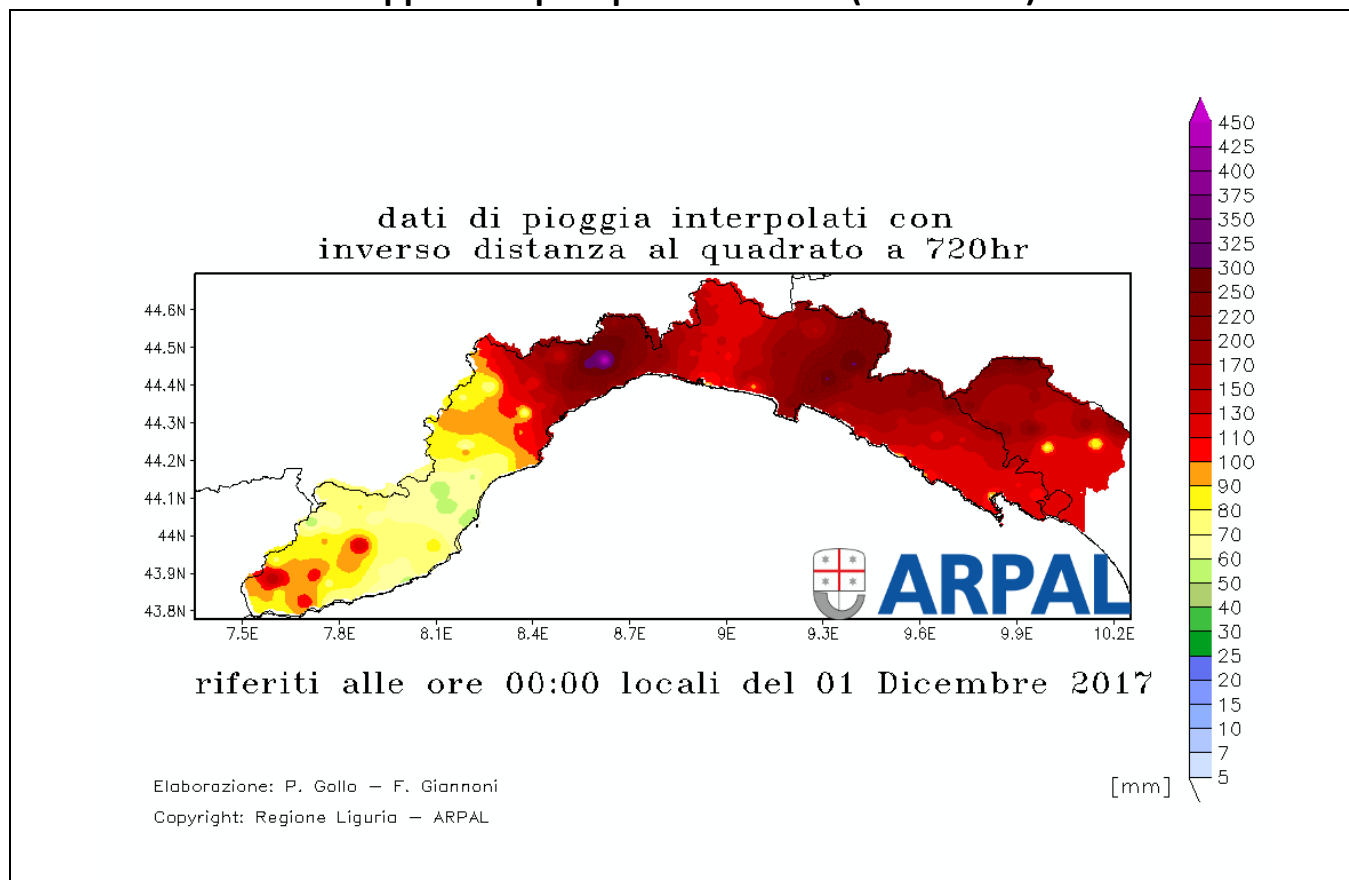 dati di pioggia interpolati con
inverso distanza al quadrato a 720hr
44.6N
44.5N
44.4N
44.3N
44.2N
44.1N
44N
43.9N
43.8N
7.5E 7.8E 8.1E 8.4E 8.7E 9E 9.3E 9.6E 9.9E 10.2E
ARPAL
450
425
400
375
350
325
300
250
220
200
170
150
130
110
100
90
80
70
60
50
40
30
25
20
15
10
7
5
[mm]
riferiti alle ore 00:00 locali del 01 Dicembre 2017
Elaborazione: P. Gollo – F. Giannoni
Copyright: Regione Liguria – ARPAL